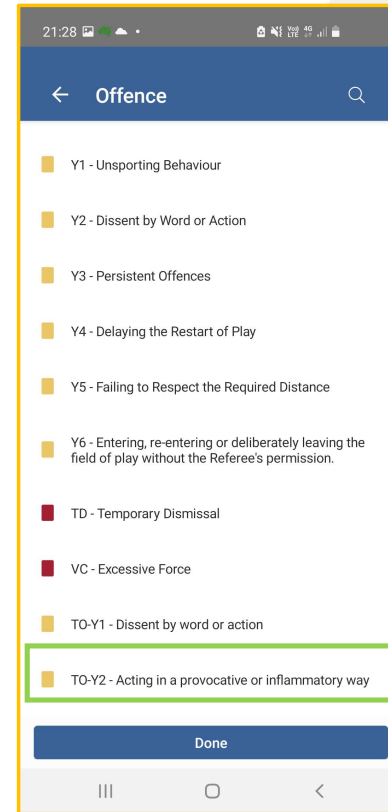 21:28
Vo) 4G
LTE
Offence
Y1 - Unsporting Behaviour
Y2 - Dissent by Word or Action
Y3 - Persistent Offences
Y4 - Delaying the Restart of Play
Y5 - Failing to Respect the Required Distance
Y6 - Entering, re-entering or deliberately leaving the
field of play without the Referee's permission.
TD - Temporary Dismissal
VC - Excessive Force
TO-Y1 - Dissent by word or action
TO-Y2 - Acting in a provocative or inflammatory way
Done